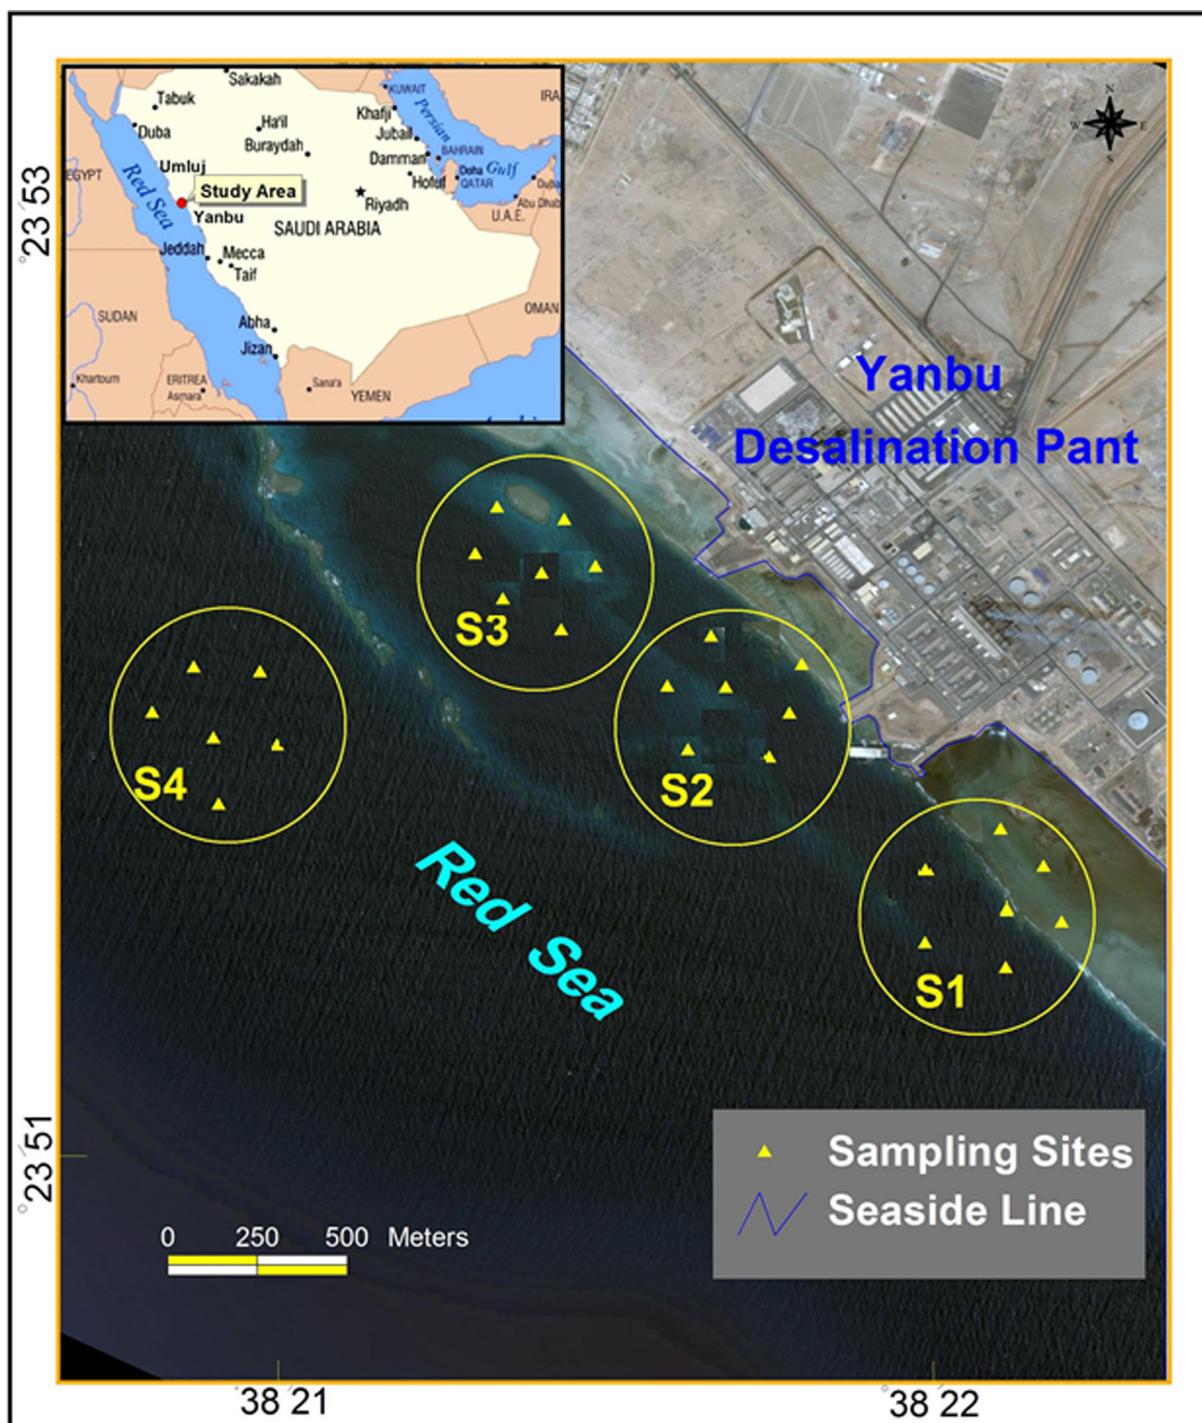 Sakakah
Tabuk
KUWAIT
IRA
Khafji
Persian
Duba
Ha'il
Jubail
Buraydah
BAHRAIN
Dammam
Gulf
Umluj
Doha
EGYPT
Hofuf
QATAR
Duba
Red Sea
Study Area
Riyadh
Abu Dhab
U.A.E.
Yanbu
SAUDI ARABIA
Jeddah
Mecca
Taif
OMAN
SUDAN
Abha
Jizan
Khartoum
ERITREA
Asmara
Sana'a
YEMEN
N
W E
S
23 53
Yanbu
Desalination Pant
S3
S2
S4
S1
Red Sea
23 51
Sampling Sites
Seaside Line
0 250 500 Meters
38 21
38 22